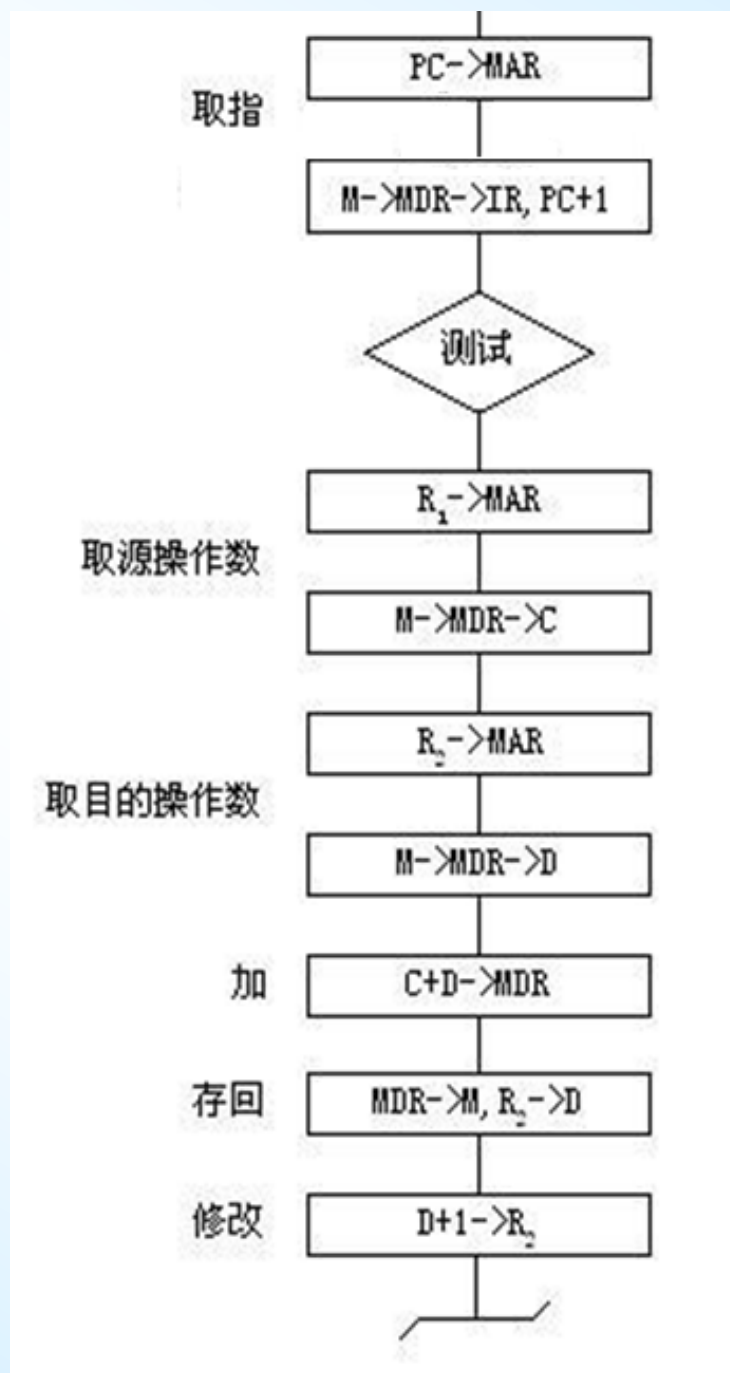 PC->MAR
取指
M->MDR->IR, PC+1
测试
R₁->MAR
取源操作数
M->MDR->C
R₂->MAR
取目的操作数
M->MDR->D
加 C+D->MDR
存回 MDR->M, R₂->D
修改 D+1->R₂